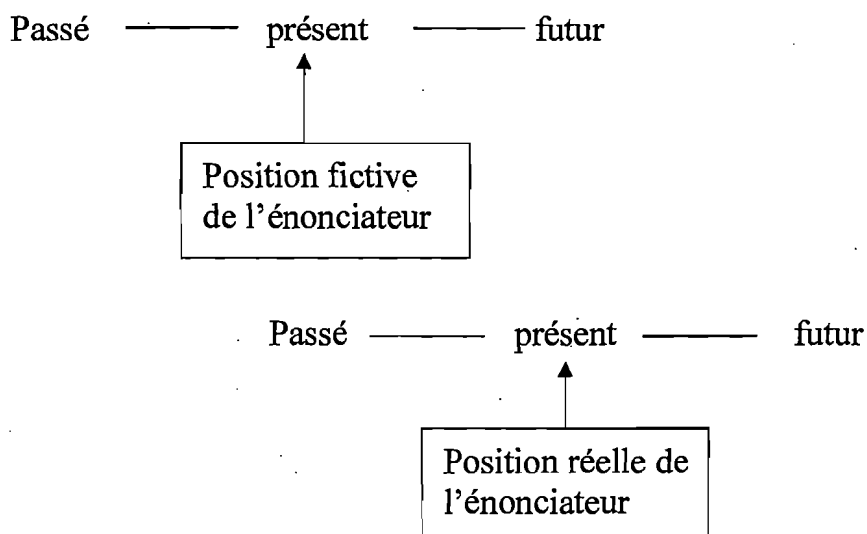 Passé ——— présent ——— futur
Position fictive
de l'énonciateur
Passé ——— présent ——— futur
Position réelle de
l'énonciateur